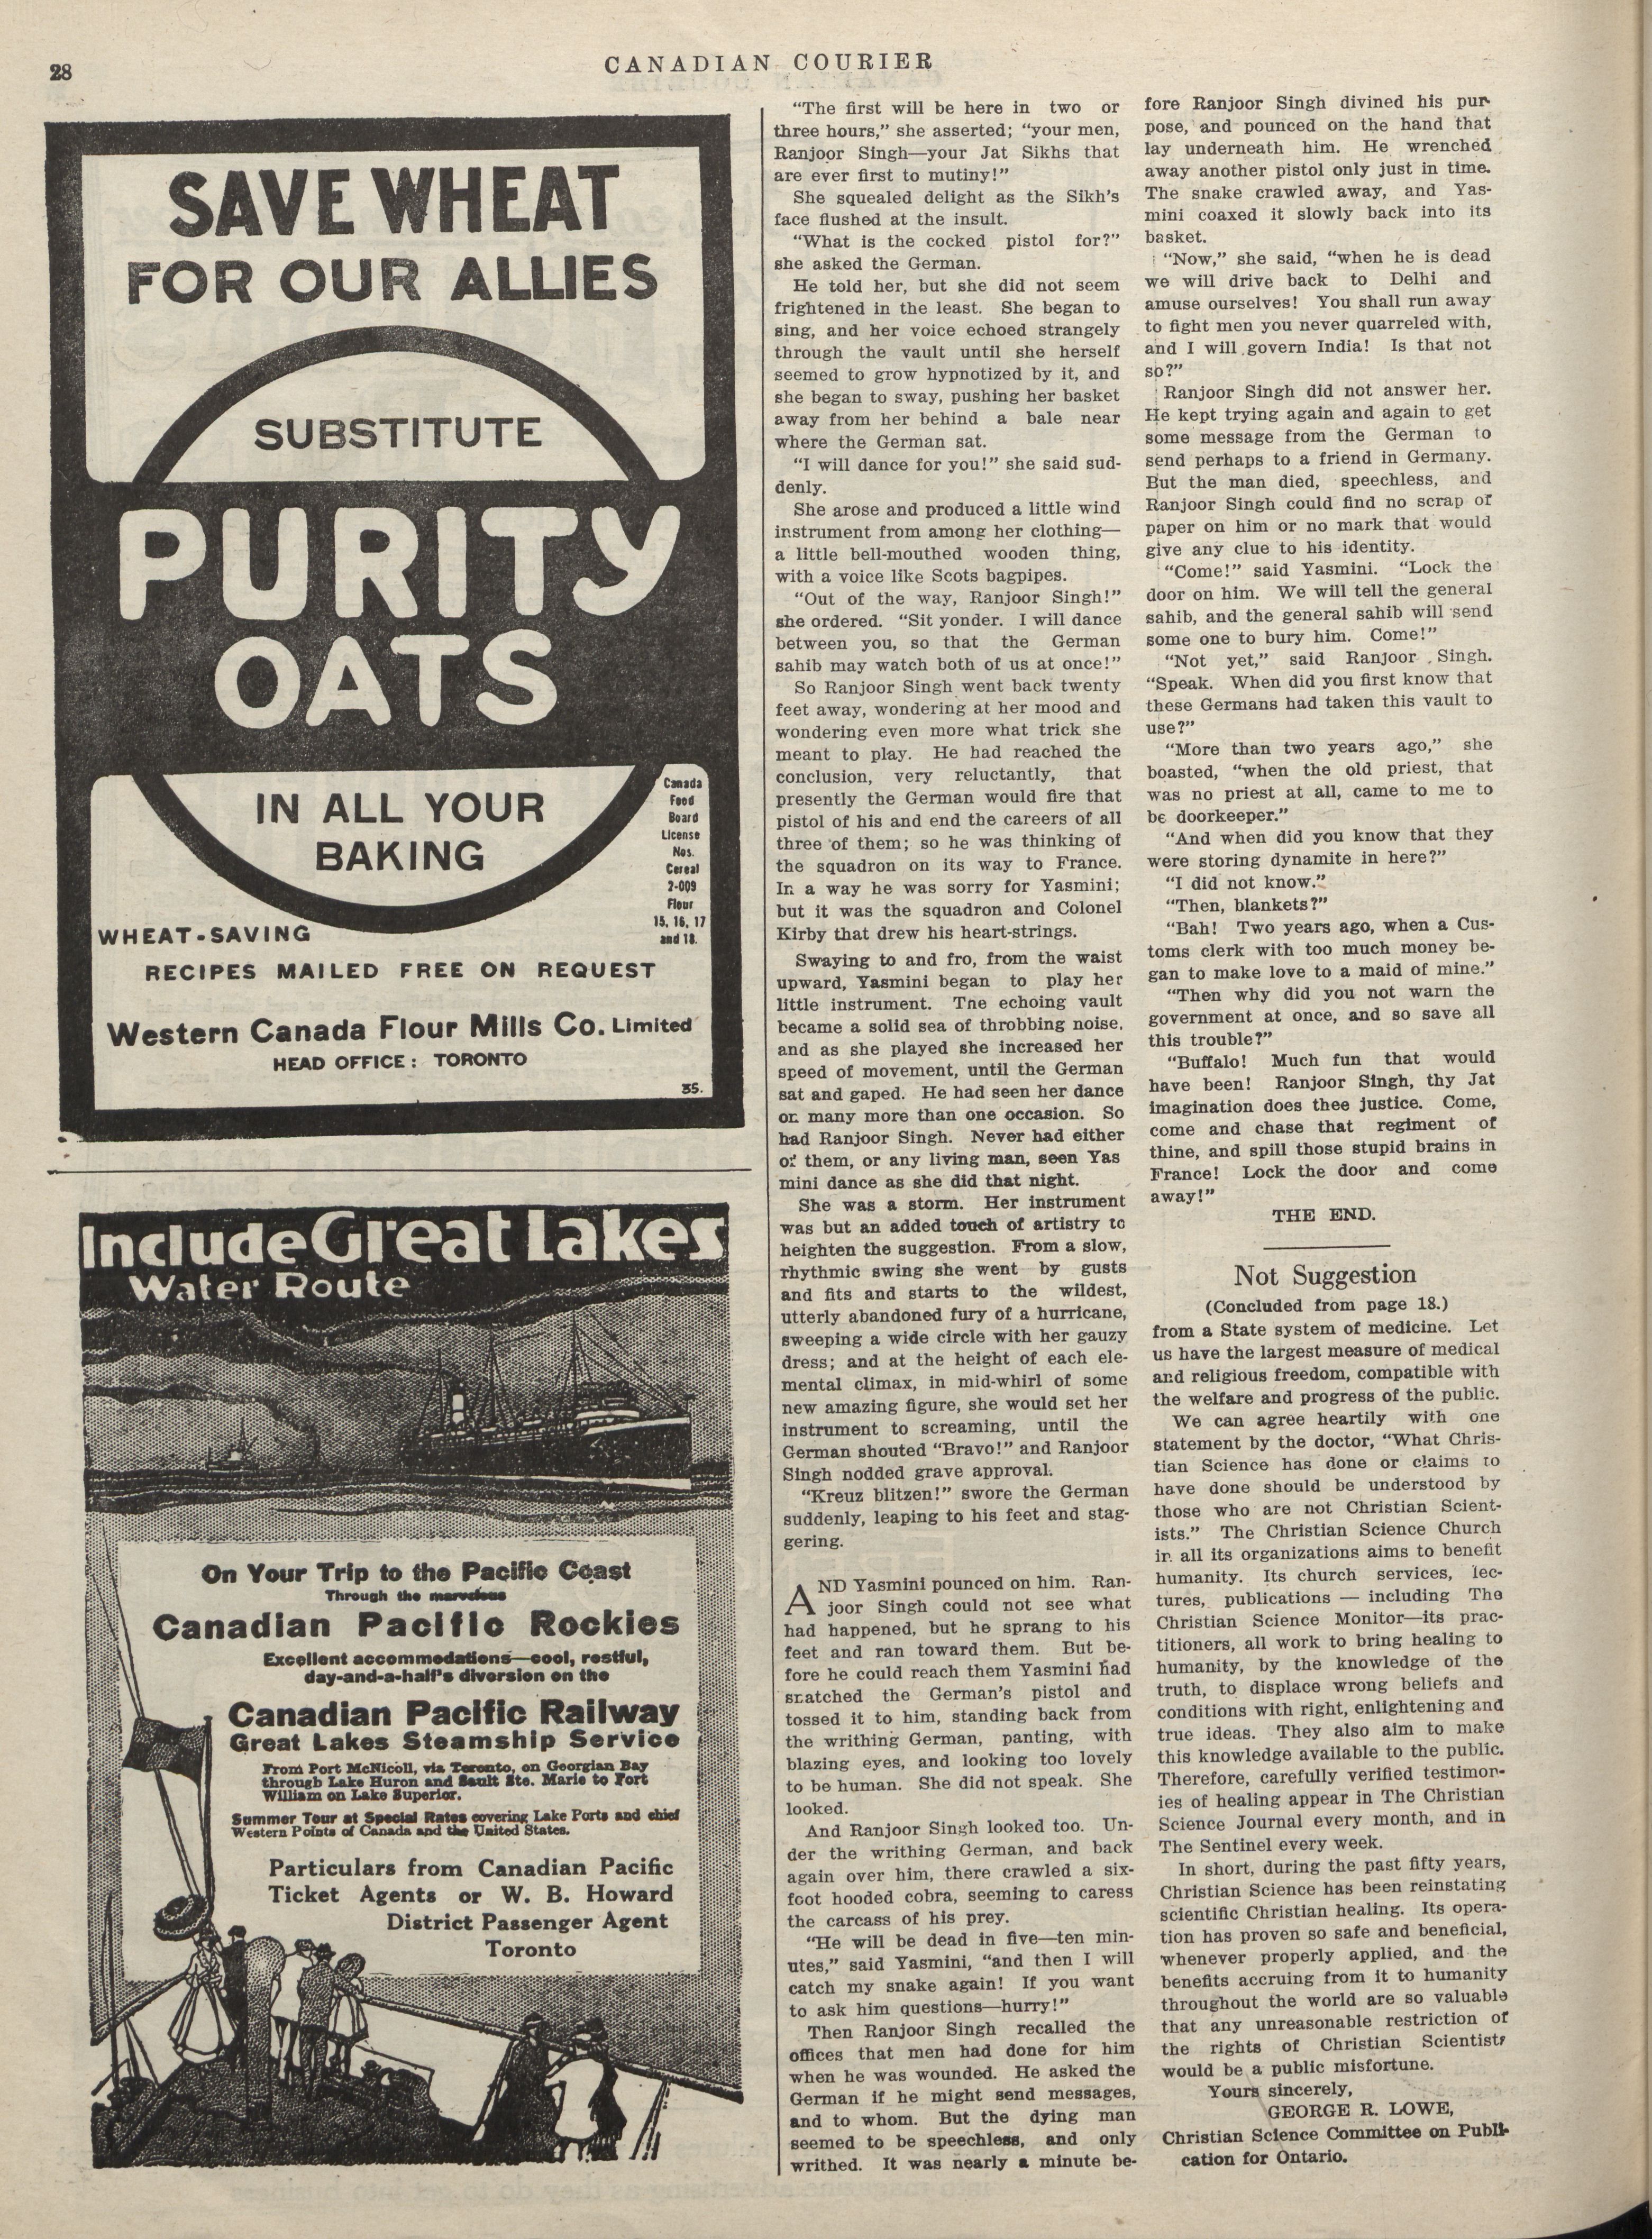 28
CANADIAN COURIER
SAVE WHEAT
FOR OUR ALLIES
SUBSTITUTE
PURITY
OATS
IN ALL YOUR
BAKING
Canada
Food
Board
License
Nos.
Cereal
2-009
Flour
15, 16, 17
and 18.
WHEAT-SAVING
RECIPES MAILED FREE ON REQUEST
Western Canada Flour Mills Co. Limited
HEAD OFFICE: TORONTO
35.
Include Great Lakes
Water Route
On Your Trip to the Pacific Coast
Through the marvelous
Canadian Pacific Rockies
Excellent accommodations—cool, restful,
day-and-a-half's diversion on the
Canadian Pacific Railway
Great Lakes Steamship Service
From Port McNicoll, via Toronto, on Georgian Bay
through Lake Huron and Sault Ste. Marie to Fort
William on Lake Superior.
Summer Tour at Special Rates covering Lake Ports and chief
Western Points of Canada and the United States.
Particulars from Canadian Pacific
Ticket Agents or W. B. Howard
District Passenger Agent
Toronto
"The first will be here in two or
three hours," she asserted; "your men,
Ranjoor Singh—your Jat Sikhs that
are ever first to mutiny!"
She squealed delight as the Sikh's
face flushed at the insult.
"What is the cocked pistol for?"
she asked the German.
He told her, but she did not seem
frightened in the least. She began to
sing, and her voice echoed strangely
through the vault until she herself
seemed to grow hypnotized by it, and
she began to sway, pushing her basket
away from her behind a bale near
where the German sat.
"I will dance for you!" she said sud-
denly.
She arose and produced a little wind
instrument from among her clothing—
a little bell-mouthed wooden thing,
with a voice like Scots bagpipes.
"Out of the way, Ranjoor Singh!"
she ordered. "Sit yonder. I will dance
between you, so that the German
sahib may watch both of us at once!"
So Ranjoor Singh went back twenty
feet away, wondering at her mood and
wondering even more what trick she
meant to play. He had reached the
conclusion, very reluctantly, that
presently the German would fire that
pistol of his and end the careers of all
three of them; so he was thinking of
the squadron on its way to France.
In a way he was sorry for Yasmini;
but it was the squadron and Colonel
Kirby that drew his heart-strings.
Swaying to and fro, from the waist
upward, Yasmini began to play her
little instrument. The echoing vault
became a solid sea of throbbing noise,
and as she played she increased her
speed of movement, until the German
sat and gaped. He had seen her dance
on many more than one occasion. So
had Ranjoor Singh. Never had either
of them, or any living man, seen Yas
mini dance as she did that night.
She was a storm. Her instrument
was but an added touch of artistry to
heighten the suggestion. From a slow,
rhythmic swing she went by gusts
and fits and starts to the wildest,
utterly abandoned fury of a hurricane,
sweeping a wide circle with her gauzy
dress; and at the height of each ele-
mental climax, in mid-whirl of some
new amazing figure, she would set her
instrument to screaming, until the
German shouted "Bravo!" and Ranjoor
Singh nodded grave approval.
"Kreuz blitzen!" swore the German
suddenly, leaping to his feet and stag-
gering.
AND Yasmini pounced on him. Ran-
joor Singh could not see what
had happened, but he sprang to his
feet and ran toward them. But be-
fore he could reach them Yasmini had
snatched the German's pistol and
tossed it to him, standing back from
the writhing German, panting, with
blazing eyes, and looking too lovely
to be human. She did not speak. She
looked.
And Ranjoor Singh looked too. Un-
der the writhing German, and back
again over him, there crawled a six-
foot hooded cobra, seeming to caress
the carcass of his prey.
"He will be dead in five—ten min-
utes," said Yasmini, "and then I will
catch my snake again! If you want
to ask him questions—hurry!"
Then Ranjoor Singh recalled the
offices that men had done for him
when he was wounded. He asked the
German if he might send messages,
and to whom. But the dying man
seemed to be speechless, and only
writhed. It was nearly a minute be-
fore Ranjoor Singh divined his pur-
pose, and pounced on the hand that
lay underneath him. He wrenched
away another pistol only just in time.
The snake crawled away, and Yas-
mini coaxed it slowly back into its
basket.
"Now," she said, "when he is dead
we will drive back to Delhi and
amuse ourselves! You shall run away
to fight men you never quarreled with,
and I will govern India! Is that not
so?"
Ranjoor Singh did not answer her.
He kept trying again and again to get
some message from the German to
send perhaps to a friend in Germany.
But the man died, speechless, and
Ranjoor Singh could find no scrap of
paper on him or no mark that would
give any clue to his identity.
"Come!" said Yasmini. "Lock the
door on him. We will tell the general
sahib, and the general sahib will send
some one to bury him. Come!"
"Not yet," said Ranjoor Singh.
"Speak. When did you first know that
these Germans had taken this vault to
use?"
"More than two years ago," she
boasted, "when the old priest, that
was no priest at all, came to me to
be doorkeeper."
"And when did you know that they
were storing dynamite in here?"
"I did not know."
"Then, blankets?"
"Bah! Two years ago, when a Cus-
toms clerk with too much money be-
gan to make love to a maid of mine."
"Then why did you not warn the
government at once, and so save all
this trouble?"
"Buffalo! Much fun that would
have been! Ranjoor Singh, thy Jat
imagination does thee justice. Come,
come and chase that regiment of
thine, and spill those stupid brains in
France! Lock the door and come
away!"
THE END.
Not Suggestion
(Concluded from page 18.)
from a State system of medicine. Let
us have the largest measure of medical
and religious freedom, compatible with
the welfare and progress of the public.
We can agree heartily with one
statement by the doctor, "What Chris-
tian Science has done or claims to
have done should be understood by
those who are not Christian Scient-
ists." The Christian Science Church
in all its organizations aims to benefit
humanity. Its church services, lec-
tures, publications — including The
Christian Science Monitor—its prac-
titioners, all work to bring healing to
humanity, by the knowledge of the
truth, to displace wrong beliefs and
conditions with right, enlightening and
true ideas. They also aim to make
this knowledge available to the public.
Therefore, carefully verified testimon-
ies of healing appear in The Christian
Science Journal every month, and in
The Sentinel every week.
In short, during the past fifty years,
Christian Science has been reinstating
scientific Christian healing. Its opera-
tion has proven so safe and beneficial,
whenever properly applied, and the
benefits accruing from it to humanity
throughout the world are so valuable
that any unreasonable restriction of
the rights of Christian Scientists
would be a public misfortune.
Yours sincerely,
GEORGE R. LOWE,
Christian Science Committee on Publi-
cation for Ontario.